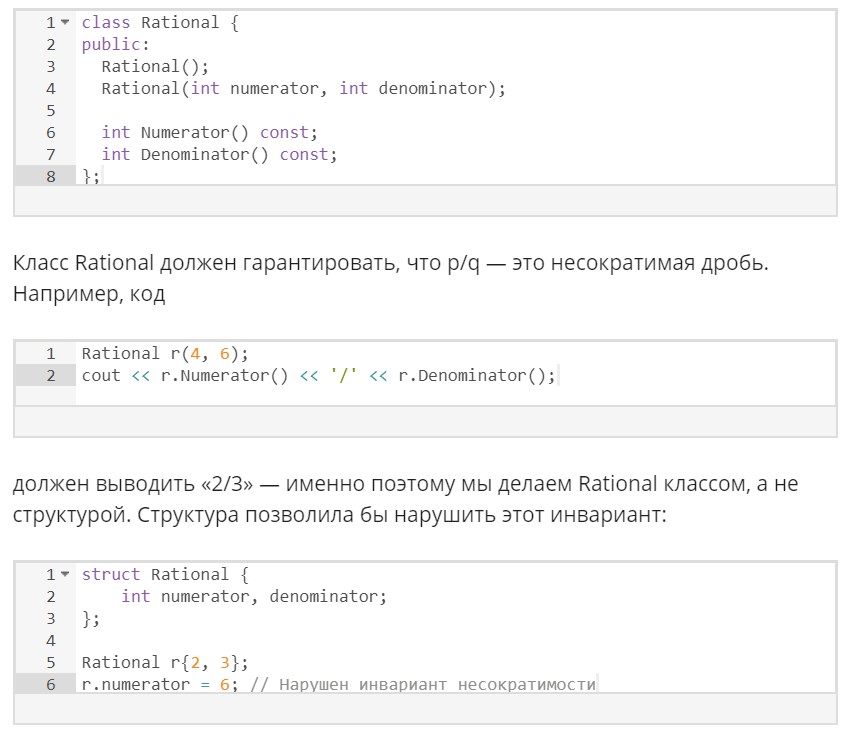 1 class Rational {
2 public:
3   Rational();
4   Rational(int numerator, int denominator);
5
6   int Numerator() const;
7   int Denominator() const;
8 };
Класс Rational должен гарантировать, что p/q — это несократимая дробь.
Например, код
1 Rational r(4, 6);
2 cout << r.Numerator() << '/' << r.Denominator();
должен выводить «2/3» — именно поэтому мы делаем Rational классом, а не
структурой. Структура позволила бы нарушить этот инвариант:
1 struct Rational {
2     int numerator, denominator;
3 };
4
5 Rational r{2, 3};
6 r.numerator = 6; // Нарушен инвариант несократимости